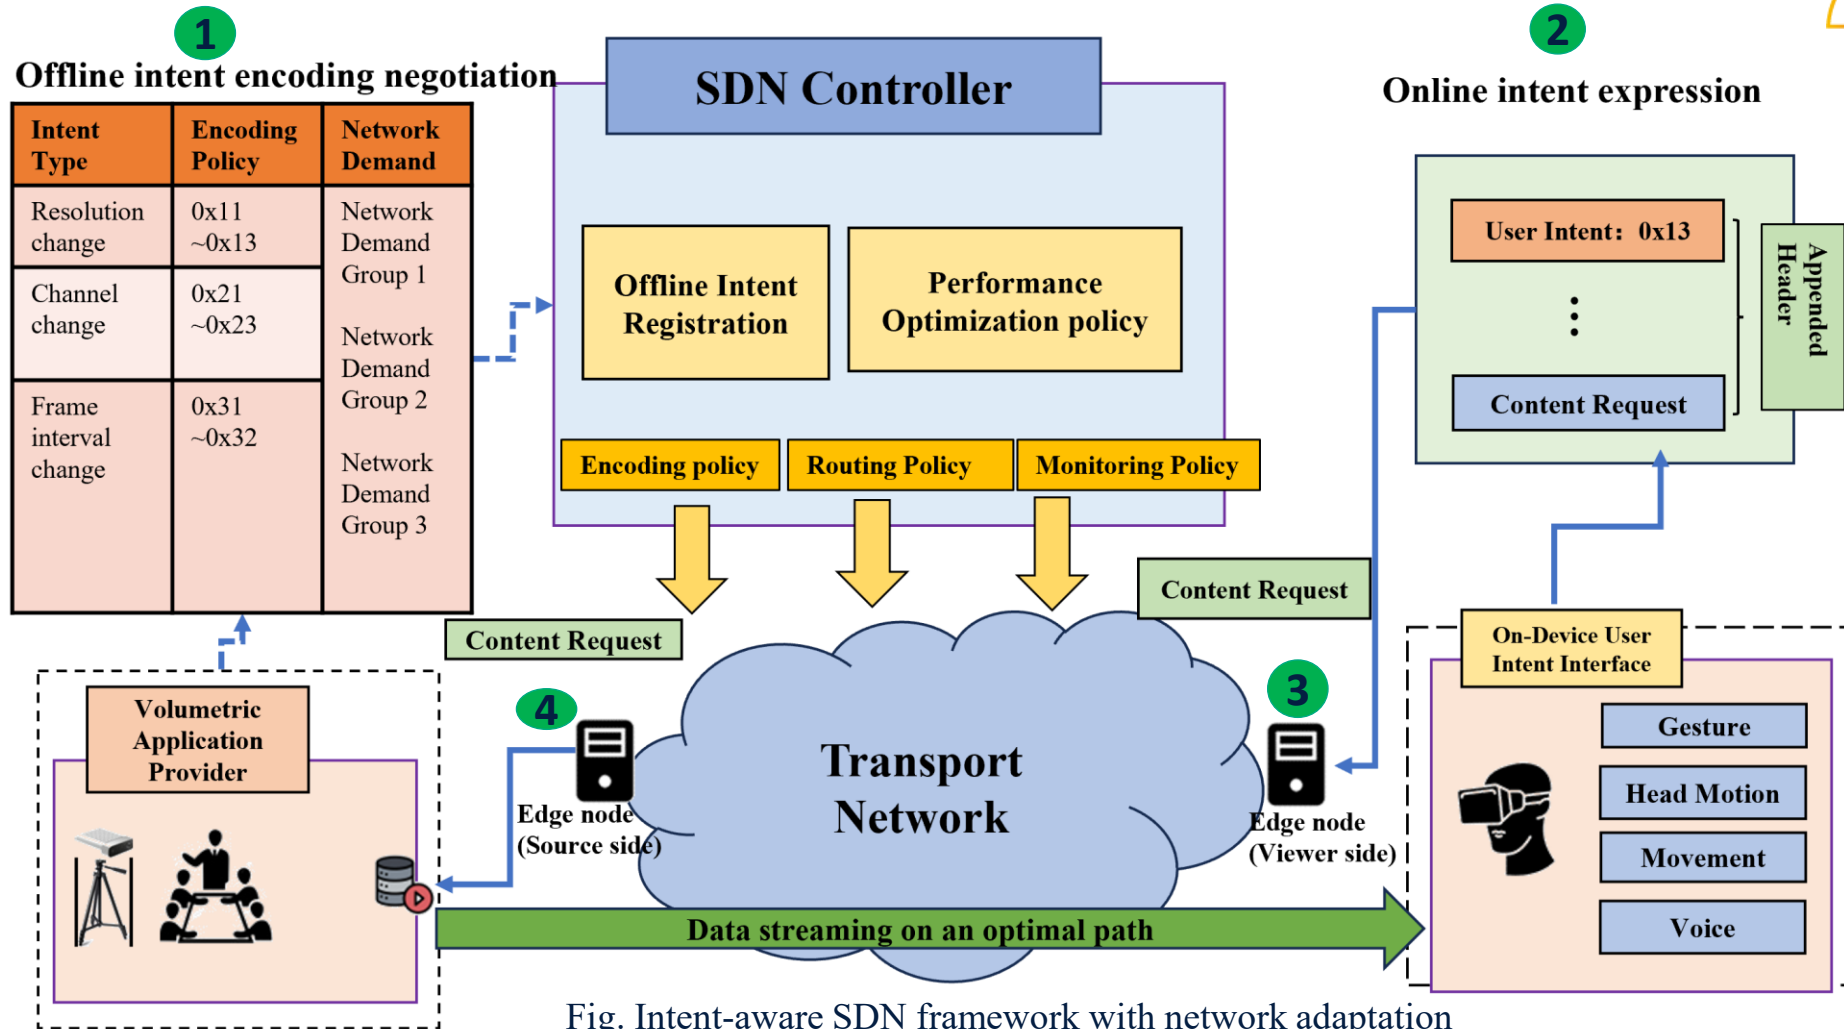 1
2
Offline intent encoding negotiation
SDN Controller
Online intent expression
Intent
Type
Encoding
Policy
Network
Demand
Resolution
change
0x11
~0x13
Network
Demand
Group 1
Channel
change
0x21
~0x23
Network
Demand
Group 2
Frame
interval
change
0x31
~0x32
Network
Demand
Group 3
Offline Intent
Registration
Performance
Optimization policy
Encoding policy
Routing Policy
Monitoring Policy
User Intent: 0x13
⋮
Content Request
Appended
Header
Content Request
Content Request
On-Device User
Intent Interface
Volumetric
Application
Provider
4
3
Edge node
(Source side)
Transport
Network
Edge node
(Viewer side)
Gesture
Head Motion
Movement
Voice
Data streaming on an optimal path
Fig. Intent-aware SDN framework with network adaptation